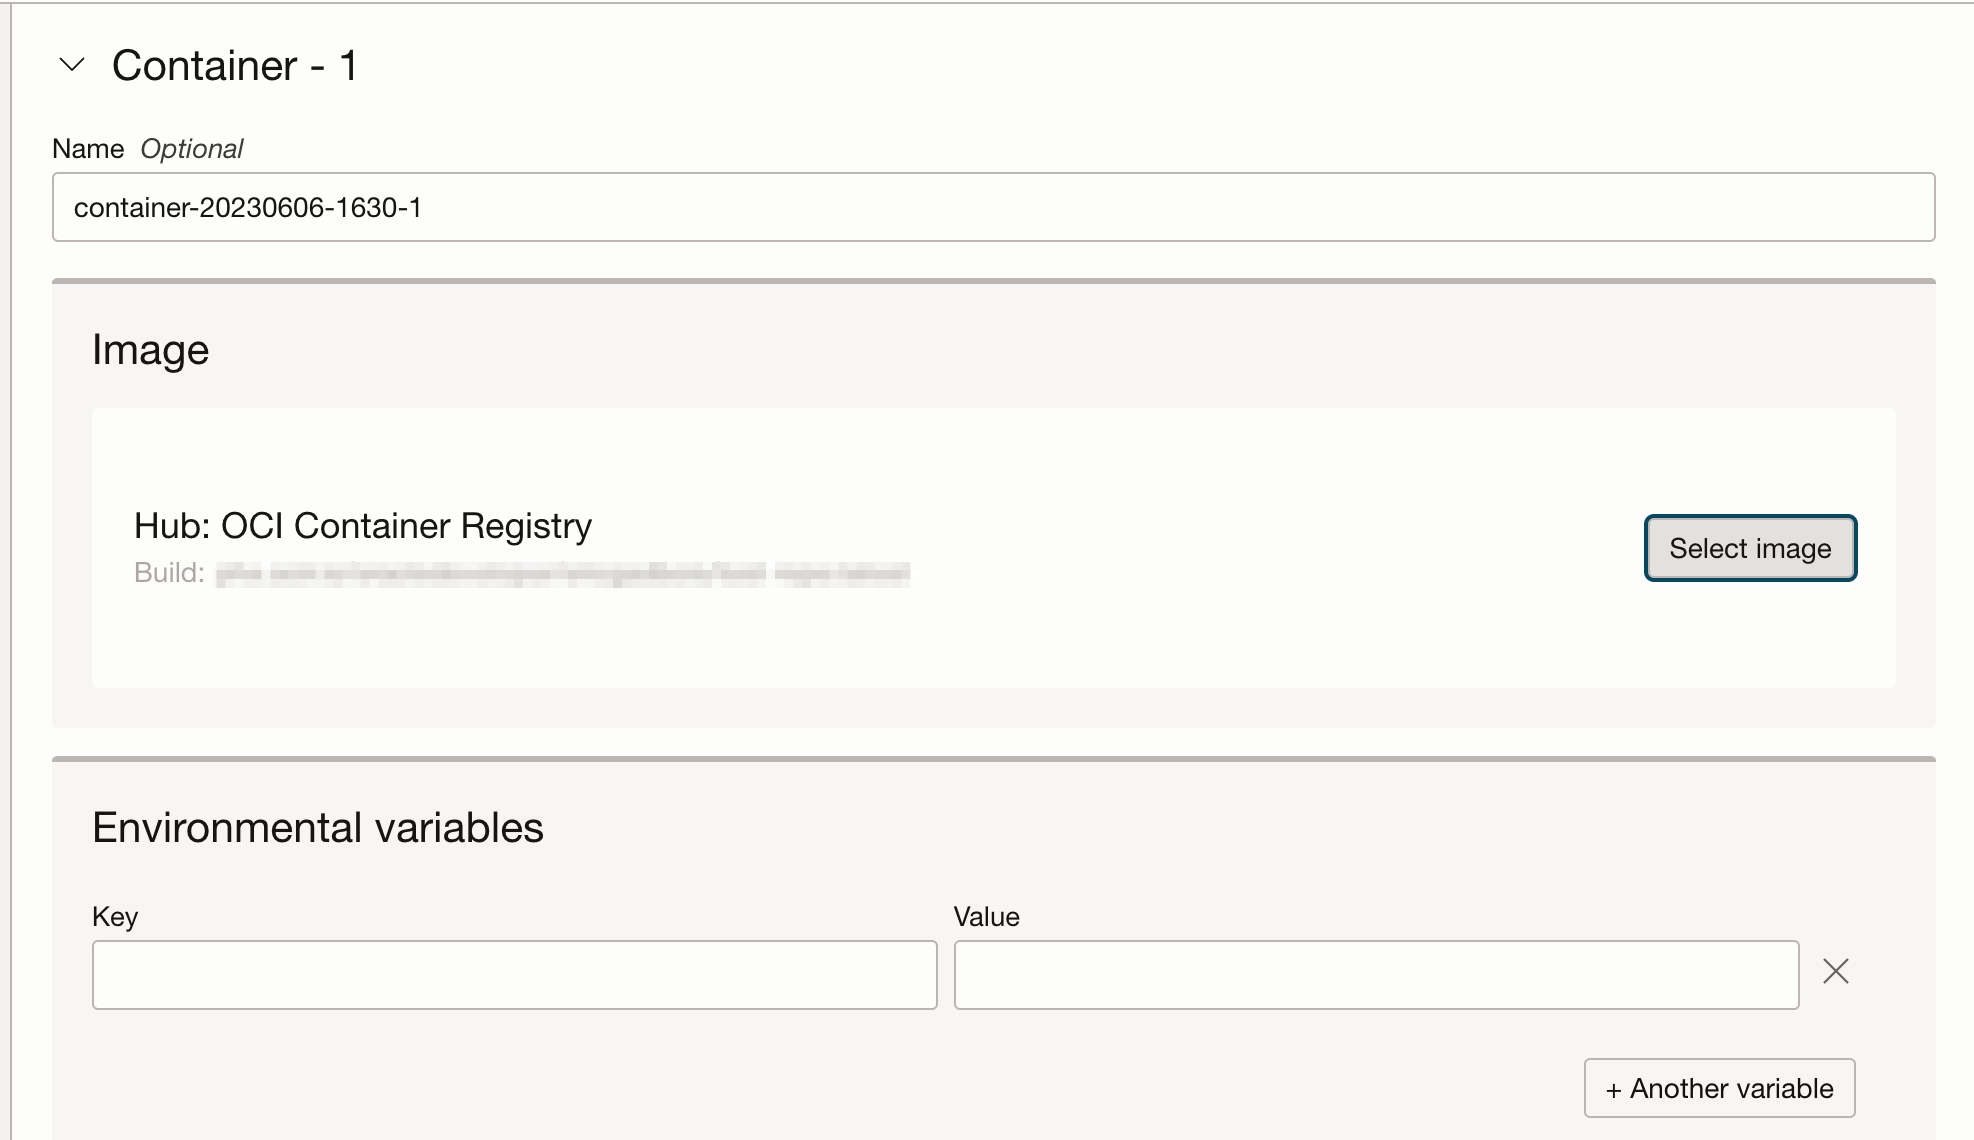 Container - 1
Name Optional
container-20230606-1630-1
Image
Hub: OCI Container Registry
Build:
Select image
Environmental variables
Key Value
+ Another variable